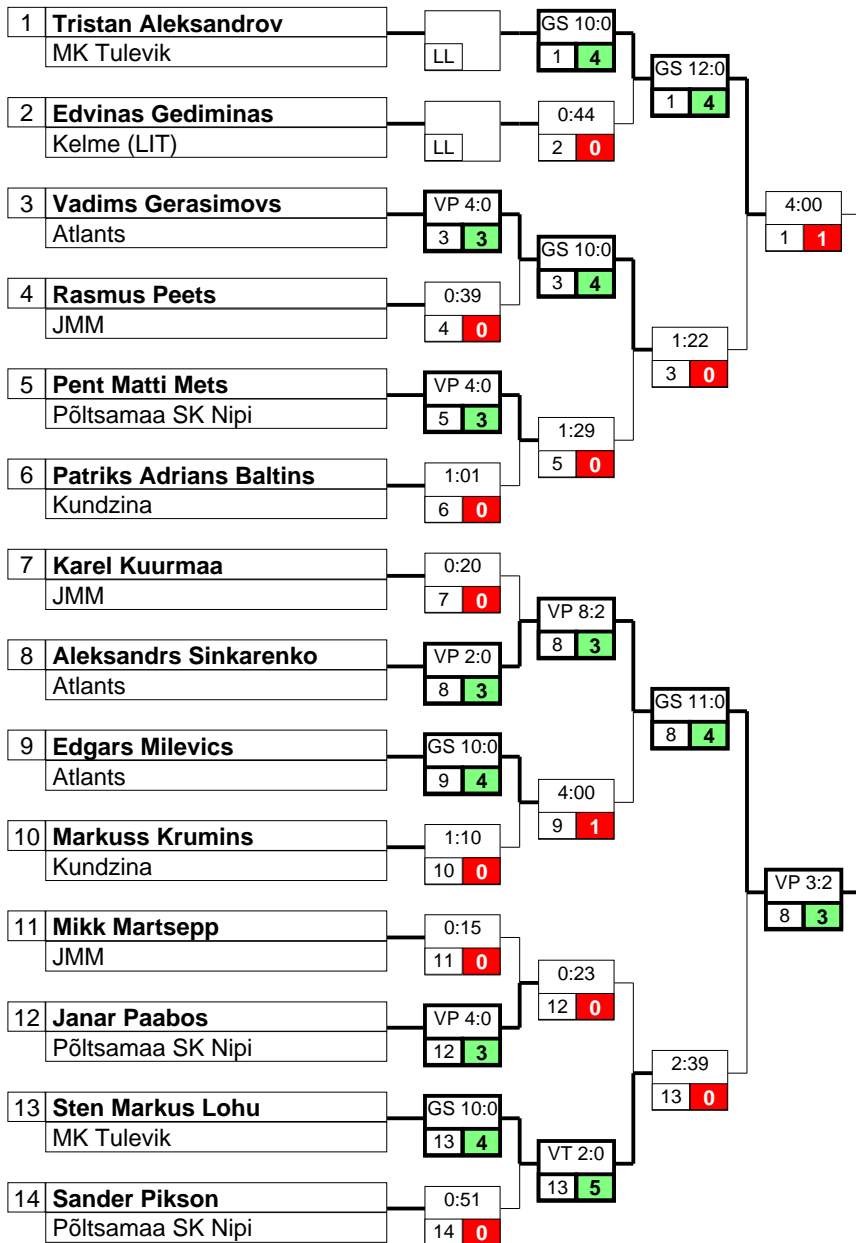 1 Tristan Aleksandrov
MK Tulevik
LL
GS 10:0
1 4
GS 12:0
1 4
2 Edvinas Gediminas
Kelme (LIT)
LL
0:44
2 0
3 Vadims Gerasimovs
Atlants
VP 4:0
3 3
GS 10:0
3 4
4:00
1 1
4 Rasmus Peets
JMM
0:39
4 0
1:22
3 0
5 Pent Matti Mets
Põltsamaa SK Nipi
VP 4:0
5 3
1:29
5 0
6 Patriks Adrians Baltins
Kundzina
1:01
6 0
7 Karel Kuurmaa
JMM
0:20
7 0
VP 8:2
8 3
8 Aleksandrs Sinkarenko
Atlants
VP 2:0
8 3
GS 11:0
8 4
9 Edgars Milevics
Atlants
GS 10:0
9 4
4:00
9 1
10 Markuss Krumins
Kundzina
1:10
10 0
VP 3:2
8 3
11 Mikk Martsepp
JMM
0:15
11 0
0:23
12 0
12 Janar Paabos
Põltsamaa SK Nipi
VP 4:0
12 3
2:39
13 0
13 Sten Markus Lohu
MK Tulevik
GS 10:0
13 4
VT 2:0
13 5
14 Sander Pikson
Põltsamaa SK Nipi
0:51
14 0